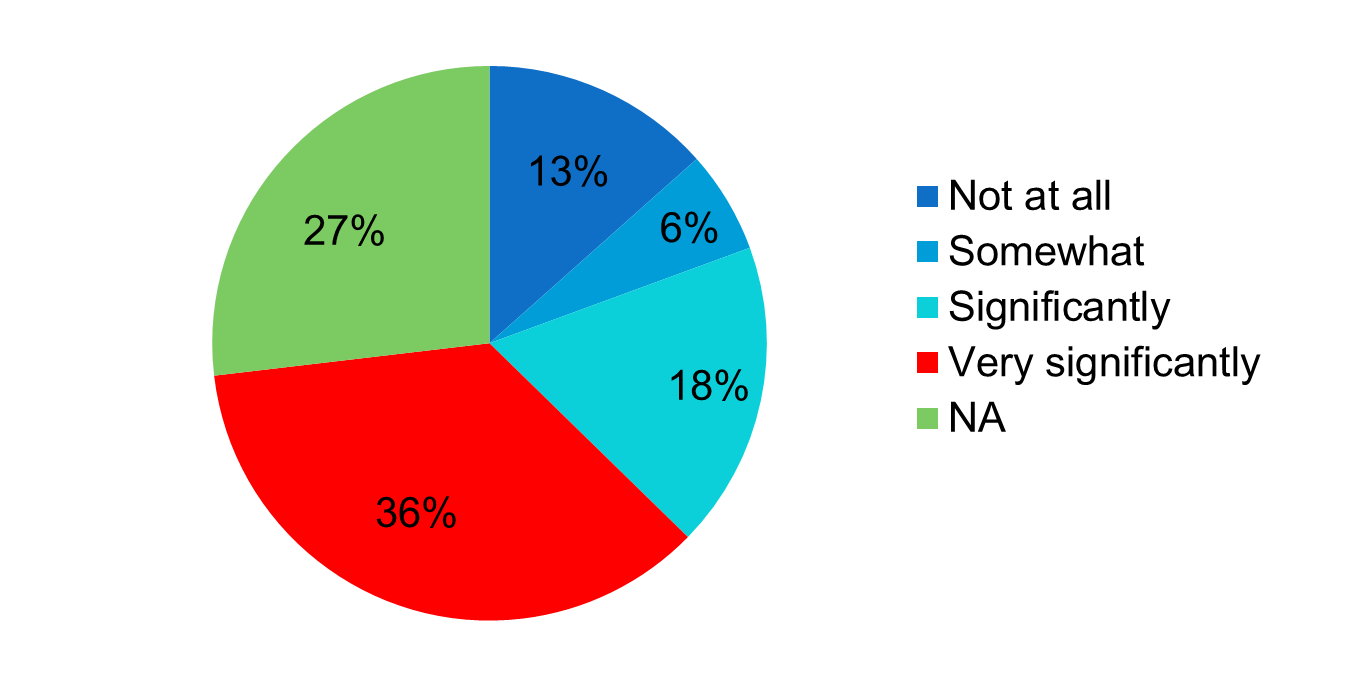 13%
6%
27%
18%
36%
Not at all
Somewhat
Significantly
Very significantly
NA